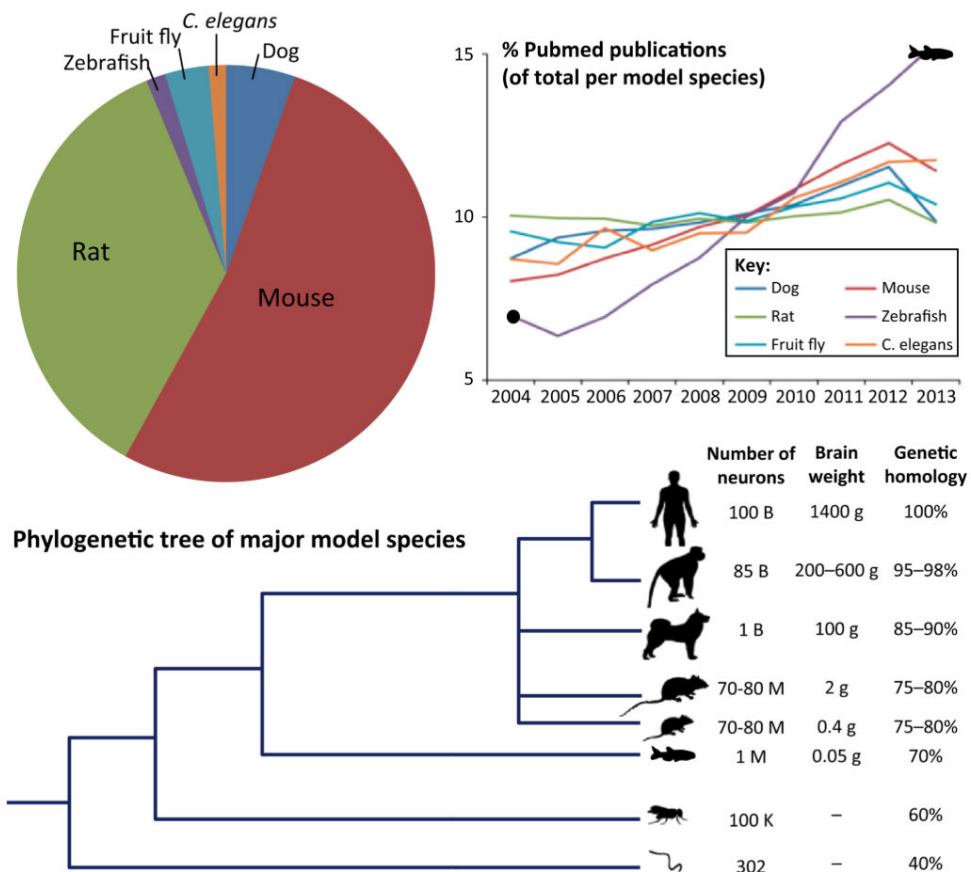 C. elegans
Fruit fly
Dog
Zebrafish
Rat
Mouse
% Pubmed publications
(of total per model species)
15
10
5
Key:
Dog
Mouse
Rat
Zebrafish
Fruit fly
C. elegans
2004 2005 2006 2007 2008 2009 2010 2011 2012 2013
Phylogenetic tree of major model species
Number of neurons Brain weight Genetic homology
100 B 1400 g 100%
85 B 200–600 g 95–98%
1 B 100 g 85–90%
70-80 M 2 g 75–80%
70-80 M 0.4 g 75–80%
1 M 0.05 g 70%
100 K – 60%
302 – 40%